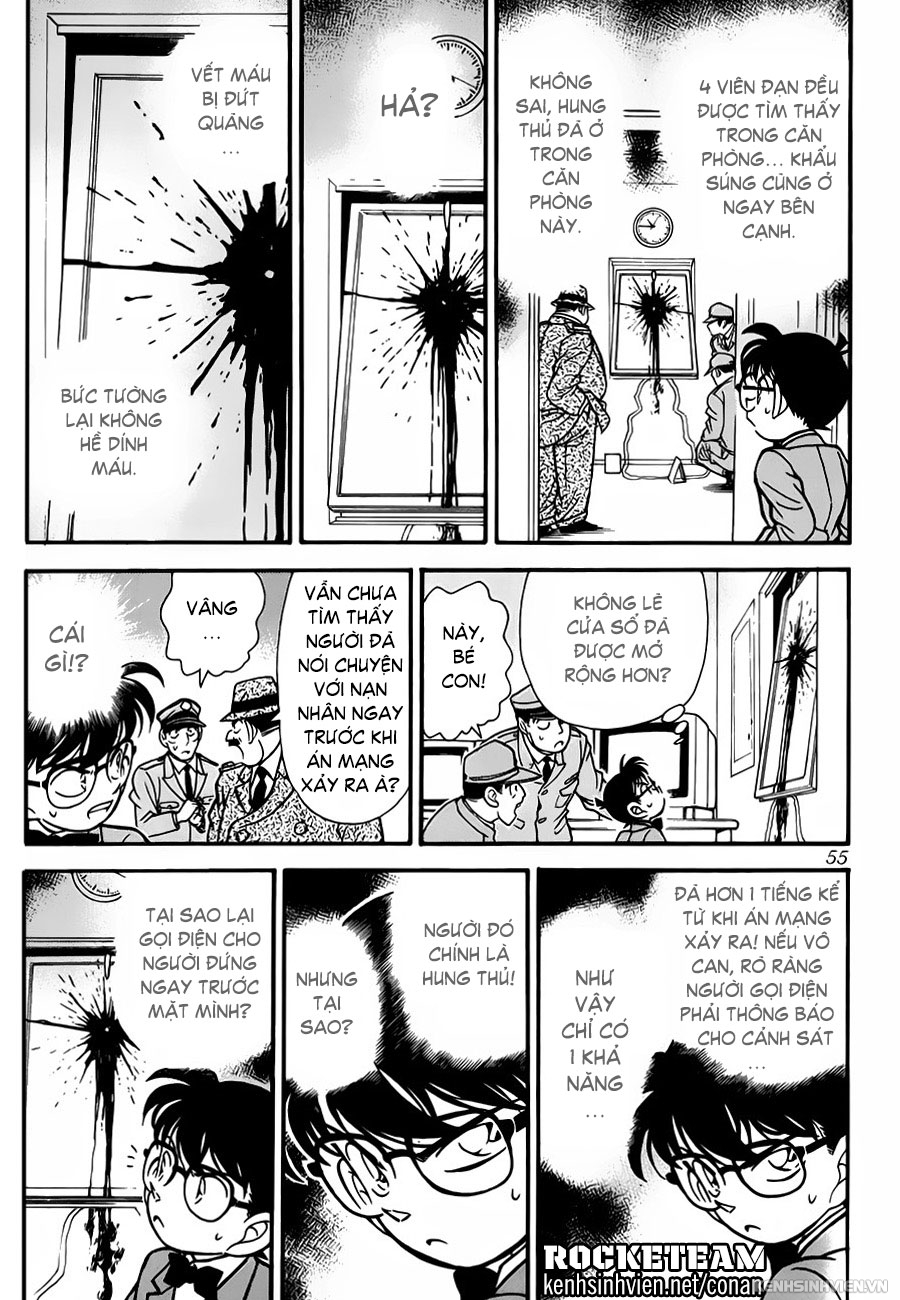 4 VIÊN ĐẠN ĐỀU
ĐƯỢC TÌM THẤY
TRONG CĂN
PHÒNG... KHẨU
SÚNG CŨNG Ở
NGAY BÊN
CẠNH.
KHÔNG
SAI, HUNG
THỦ ĐÃ Ở
TRONG
CĂN
PHÒNG
NÀY.
HẢ?
VẾT MÁU
BỊ ĐỨT
QUÃNG
...
BỨC TƯỜNG
LẠI KHÔNG
HỀ DÍNH
MÁU.
KHÔNG LẼ
CỬA SỔ ĐÃ
ĐƯỢC MỞ
RỘNG HƠN?
NÀY,
BÉ
CON!
VẪN CHƯA
TÌM THẤY
NGƯỜI ĐÃ
NÓI CHUYỆN
VỚI NẠN
NHÂN NGAY
TRƯỚC KHI
ÁN MẠNG
XẢY RA À?
VÂNG
...
CÁI
GÌ!?
55
ĐÃ HƠN 1 TIẾNG KỂ
TỪ KHI ÁN MẠNG
XẢY RA! NẾU VÔ
CAN, RÕ RÀNG
NGƯỜI GỌI ĐIỆN
PHẢI THÔNG BÁO
CHO CẢNH SÁT
...
NHƯ
VẬY
CHỈ CÓ
1 KHẢ
NĂNG
...
NGƯỜI ĐÓ
CHÍNH LÀ
HUNG THỦ!
NHƯNG
TẠI
SAO?
TẠI SAO LẠI
GỌI ĐIỆN CHO
NGƯỜI ĐỨNG
NGAY TRƯỚC
MẶT MÌNH?
ROCKETEAM
kenhsinhvien.net/conan
KENHSINHVIEN.VN